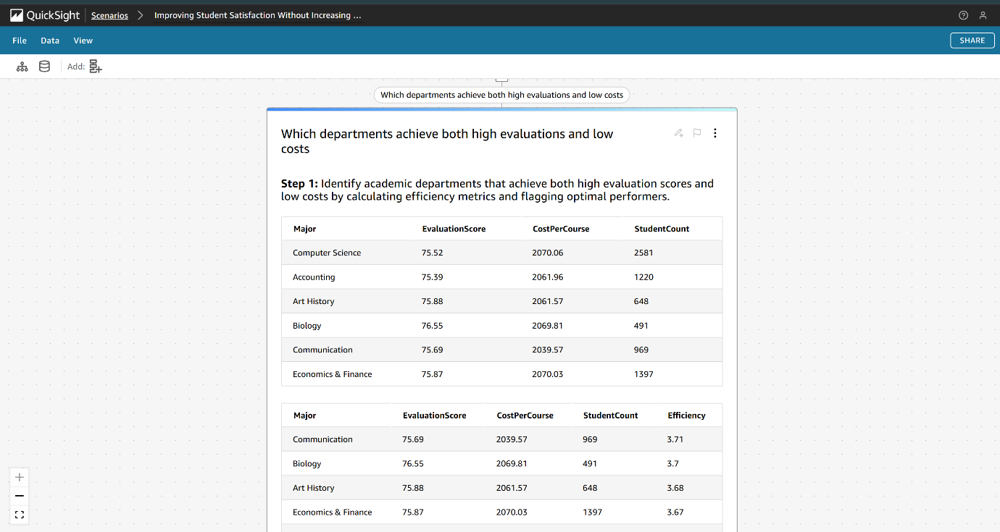 QuickSight Scenarios Improving Student Satisfaction Without Increasing ...
File Data View SHARE
Add:
Which departments achieve both high evaluations and low costs
Which departments achieve both high evaluations and low
costs
Step 1: Identify academic departments that achieve both high evaluation scores and
low costs by calculating efficiency metrics and flagging optimal performers.
Major EvaluationScore CostPerCourse StudentCount
Computer Science 75.52 2070.06 2581
Accounting 75.39 2061.96 1220
Art History 75.88 2061.57 648
Biology 76.55 2069.81 491
Communication 75.69 2039.57 969
Economics & Finance 75.87 2070.03 1397
Major EvaluationScore CostPerCourse StudentCount Efficiency
Communication 75.69 2039.57 969 3.71
Biology 76.55 2069.81 491 3.7
Art History 75.88 2061.57 648 3.68
Economics & Finance 75.87 2070.03 1397 3.67